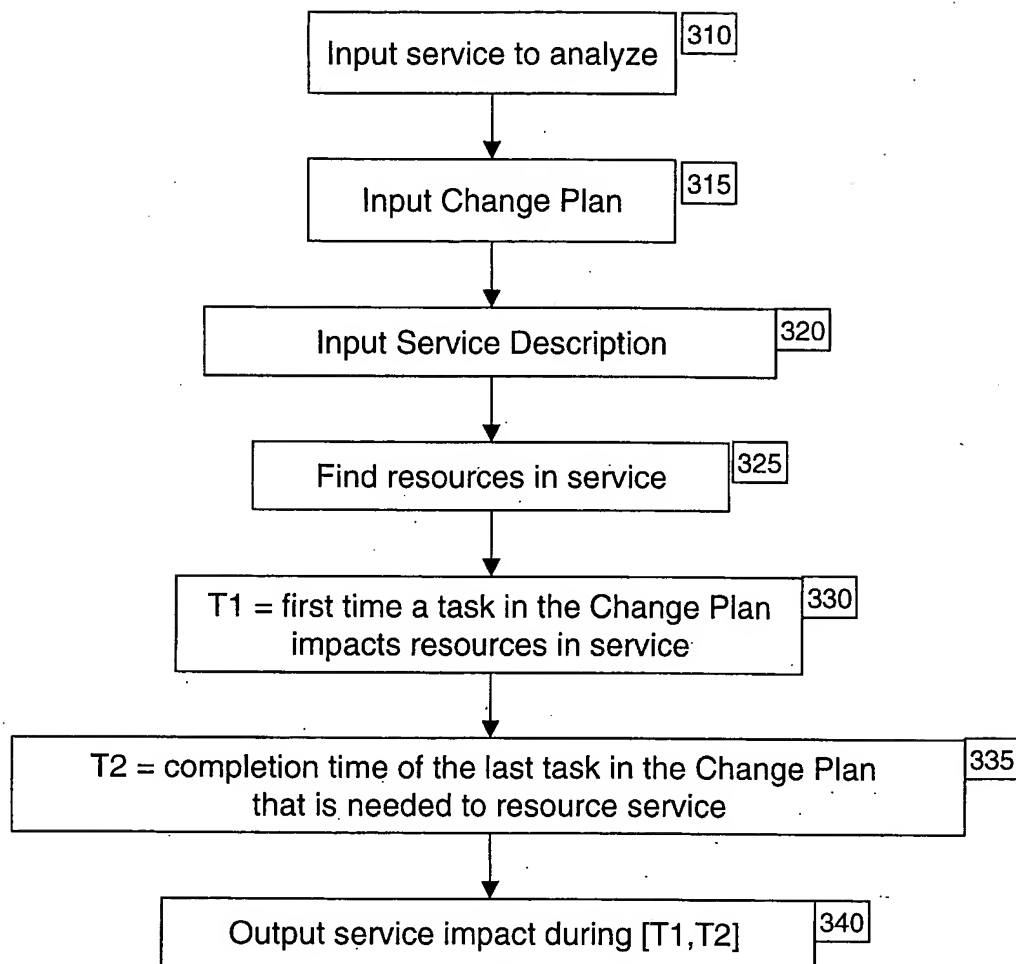 Input service to analyze
310
Input Change Plan
315
Input Service Description
320
Find resources in service
325
T1 = first time a task in the Change Plan
impacts resources in service
330
T2 = completion time of the last task in the Change Plan
that is needed to resource service
335
Output service impact during [T1,T2]
340